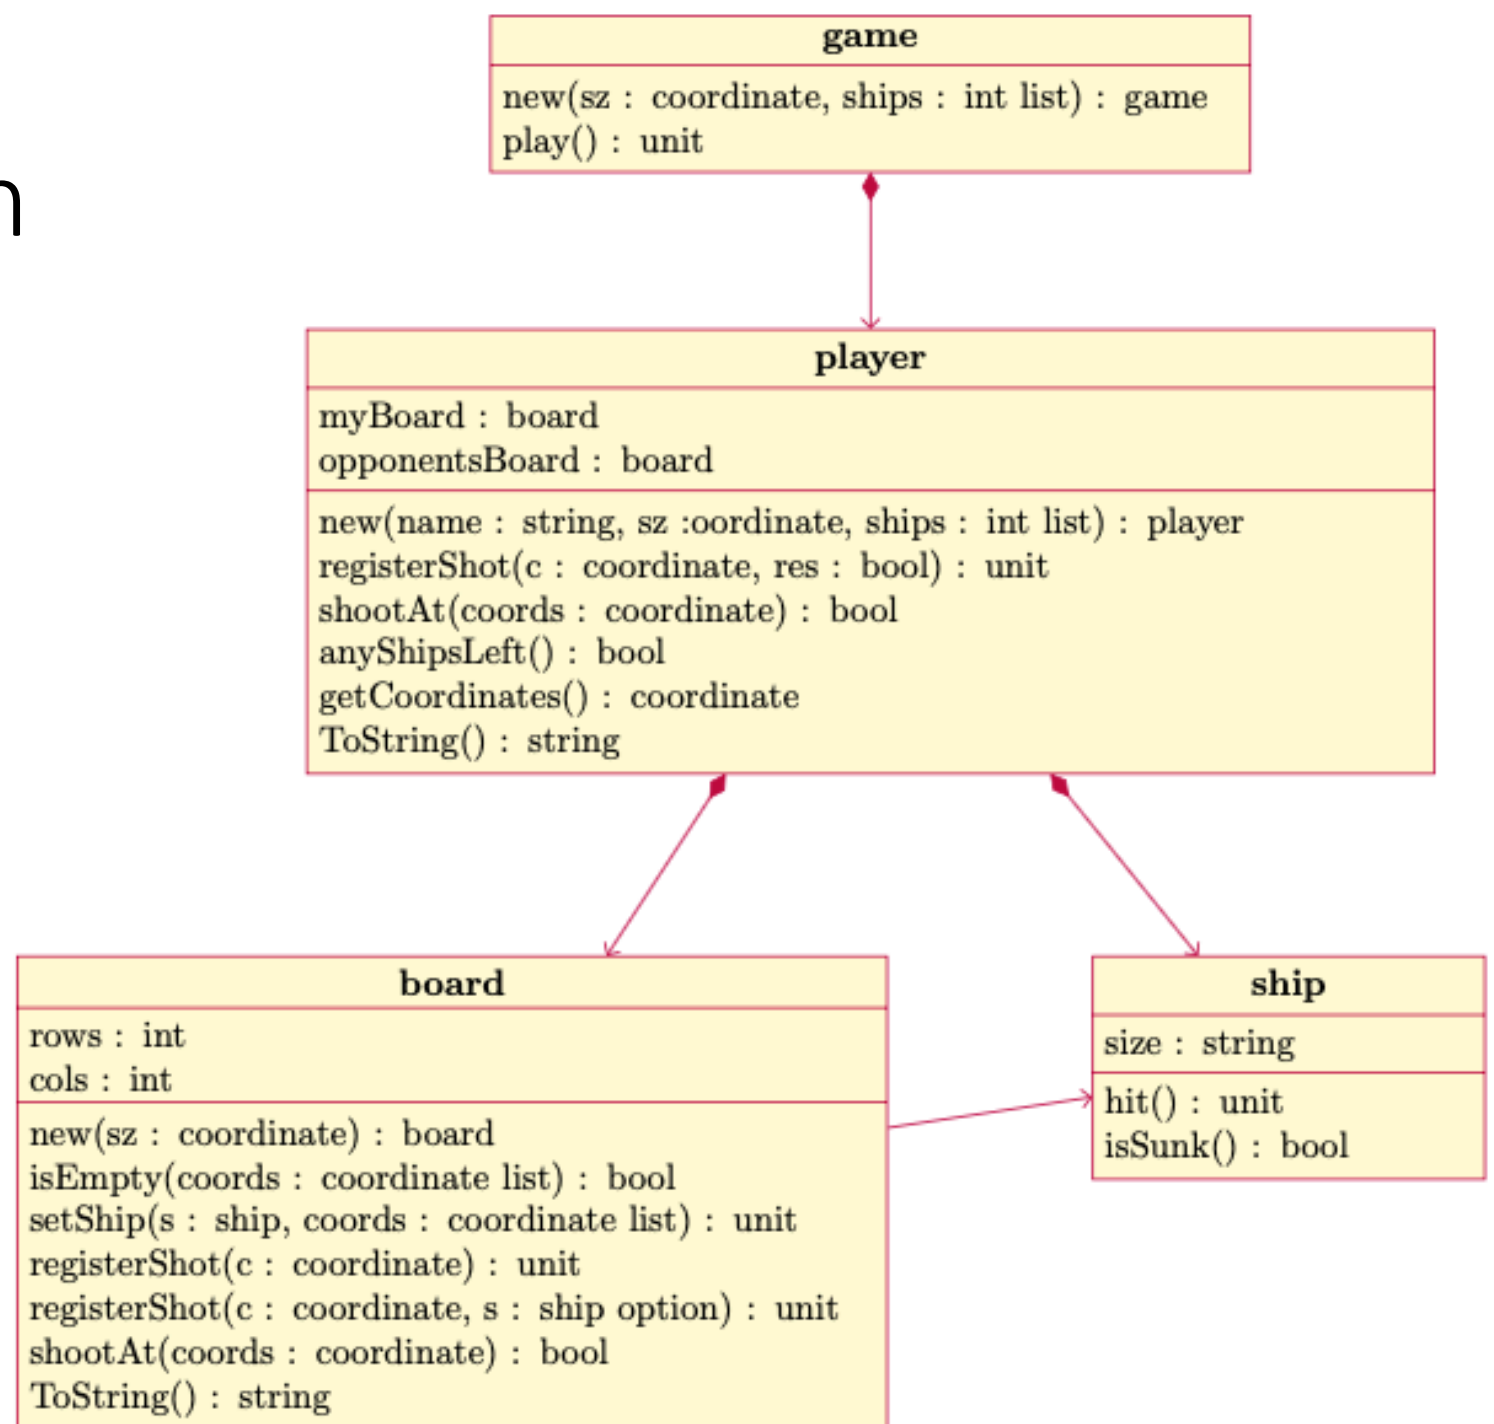 game
new(sz : coordinate, ships : int list) : game
play() : unit
player
myBoard : board
opponentsBoard : board
new(name : string, sz :oordinate, ships : int list) : player
registerShot(c : coordinate, res : bool) : unit
shootAt(coords : coordinate) : bool
anyShipsLeft() : bool
getCoordinates() : coordinate
ToString() : string
board
rows : int
cols : int
new(sz : coordinate) : board
isEmpty(coords : coordinate list) : bool
setShip(s : ship, coords : coordinate list) : unit
registerShot(c : coordinate) : unit
registerShot(c : coordinate, s : ship option) : unit
shootAt(coords : coordinate) : bool
ToString() : string
ship
size : string
hit() : unit
isSunk() : bool